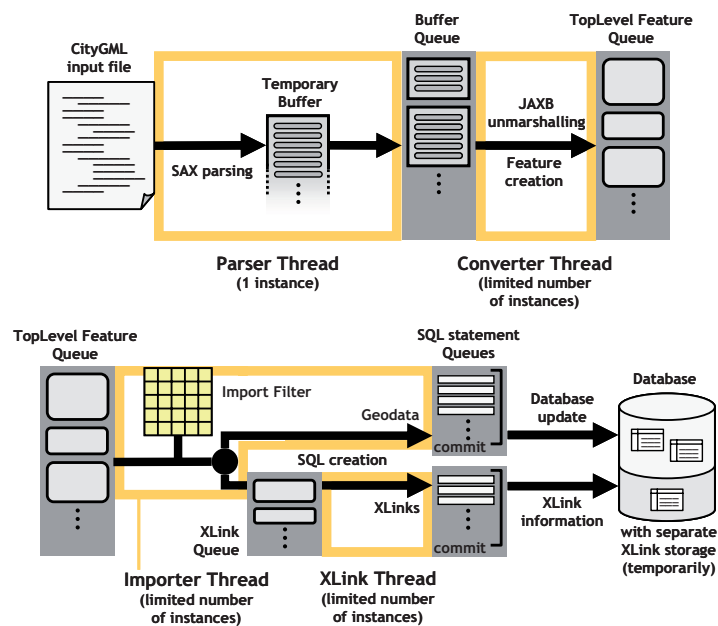 CityGML
input file
Buffer
Queue
TopLevel Feature
Queue
Temporary
Buffer
JAXB
unmarshalling
SAX parsing
Feature
creation
Parser Thread
(1 instance)
Converter Thread
(limited number
of instances)
TopLevel Feature
Queue
SQL statement
Queues
Import Filter
Geodata
Database
update
Database
commit
SQL creation
XLinks
XLink
Queue
XLink
information
commit
with separate
XLink storage
(temporarily)
Importer Thread
(limited number
of instances)
XLink Thread
(limited number
of instances)